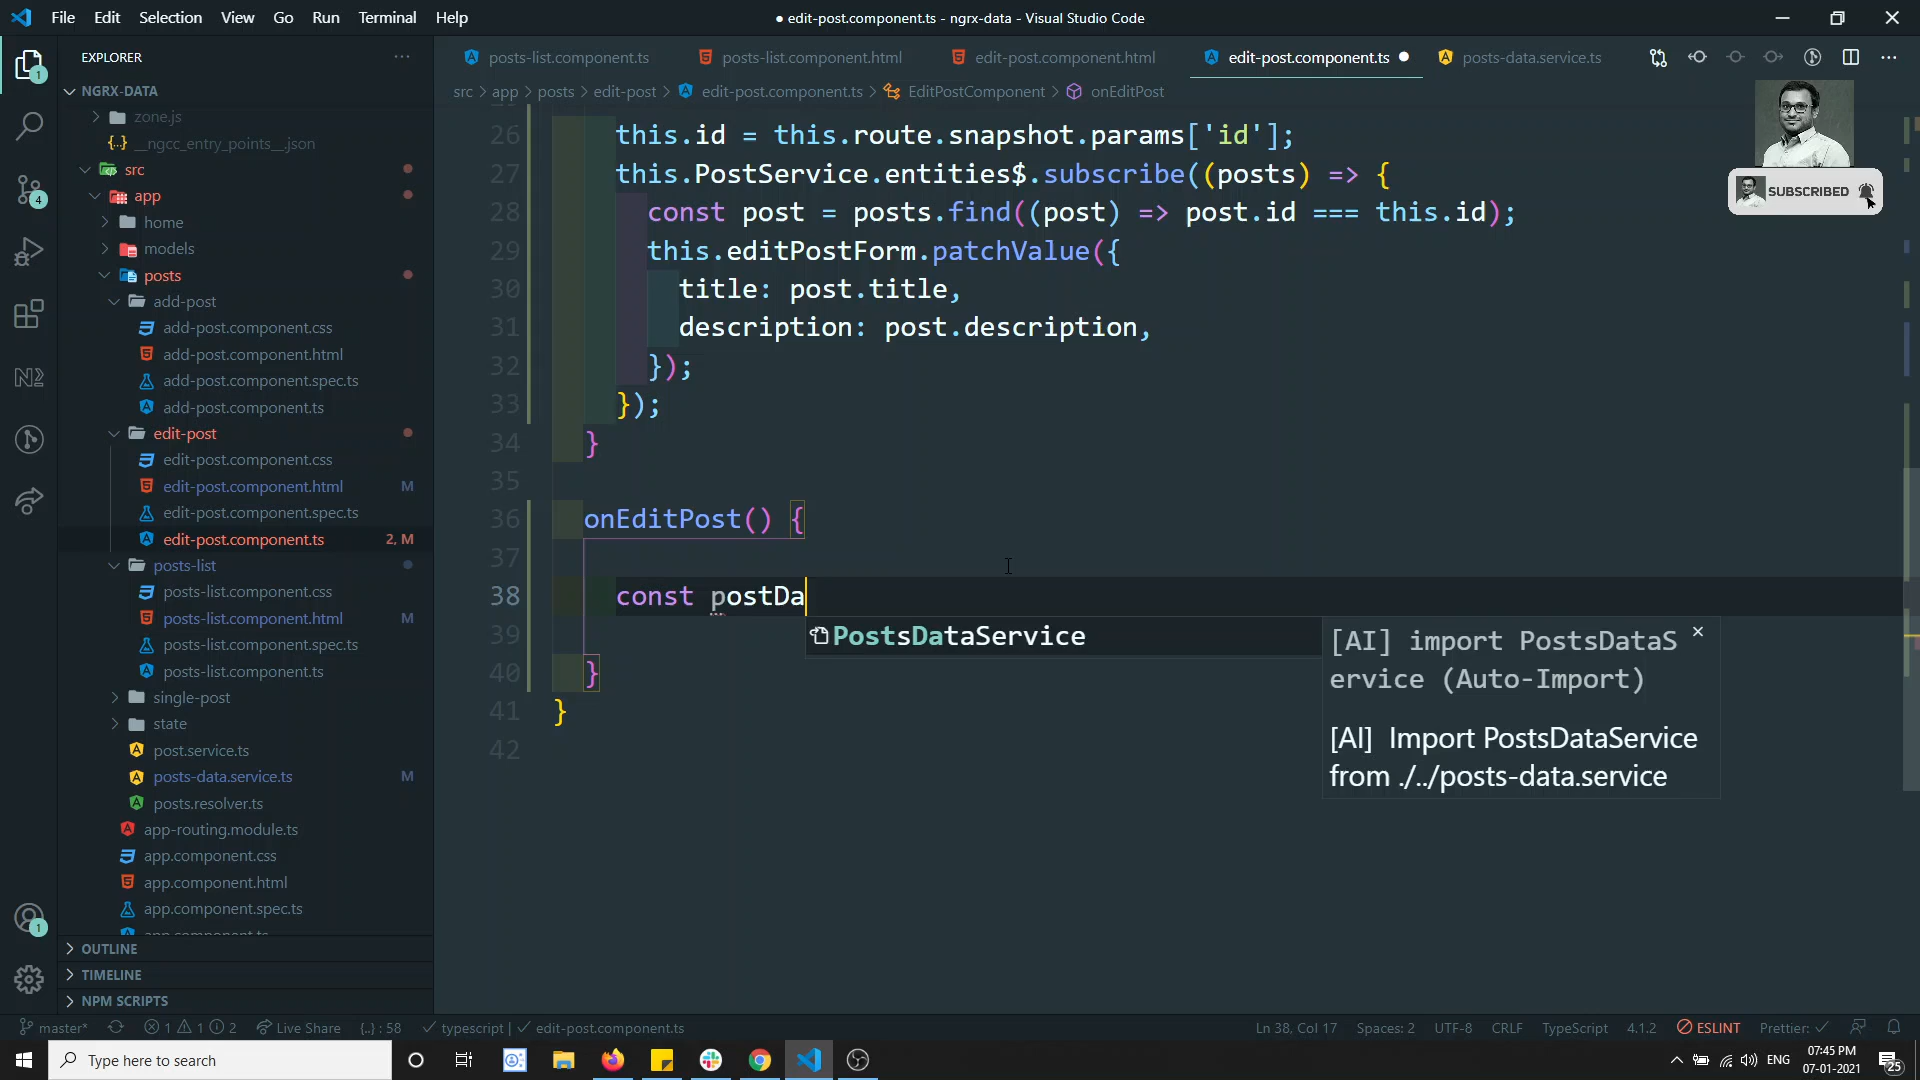 File Edit Selection View Go Run Terminal Help
● edit-post.component.ts - ngrx-data - Visual Studio Code
EXPLORER
posts-list.component.ts posts-list.component.html edit-post.component.html edit-post.component.ts posts-data.service.ts
NGRX-DATA
src > app > posts > edit-post > edit-post.component.ts > EditPostComponent > onEditPost
zone.js
__ngcc_entry_points__.json
src
app
home
models
posts
add-post
add-post.component.css
add-post.component.html
add-post.component.spec.ts
add-post.component.ts
edit-post
edit-post.component.css
edit-post.component.html M
edit-post.component.spec.ts
edit-post.component.ts 2, M
posts-list
posts-list.component.css
posts-list.component.html M
posts-list.component.spec.ts
posts-list.component.ts
single-post
state
post.service.ts
posts-data.service.ts M
posts.resolver.ts
app-routing.module.ts
app.component.css
app.component.html
app.component.spec.ts
app.component.ts
OUTLINE
TIMELINE
NPM SCRIPTS
26 this.id = this.route.snapshot.params['id'];
27 this.PostService.entities$.subscribe((posts) => {
28 const post = posts.find((post) => post.id === this.id);
29 this.editPostForm.patchValue({
30 title: post.title,
31 description: post.description,
32 });
33 });
34 }
35
36 onEditPost() {
37
38 const postDa
39
40 }
41 }
42
PostsDataService
[AI] import PostsDataS
ervice (Auto-Import)
[AI] Import PostsDataService
from ./../posts-data.service
SUBSCRIBED
1
4
1
master* 1 1 2 Live Share {..} : 58 typescript | edit-post.component.ts
Ln 38, Col 17 Spaces: 2 UTF-8 CRLF TypeScript 4.1.2 ESLINT Prettier:
Type here to search
ENG
07:45 PM
07-01-2021
25